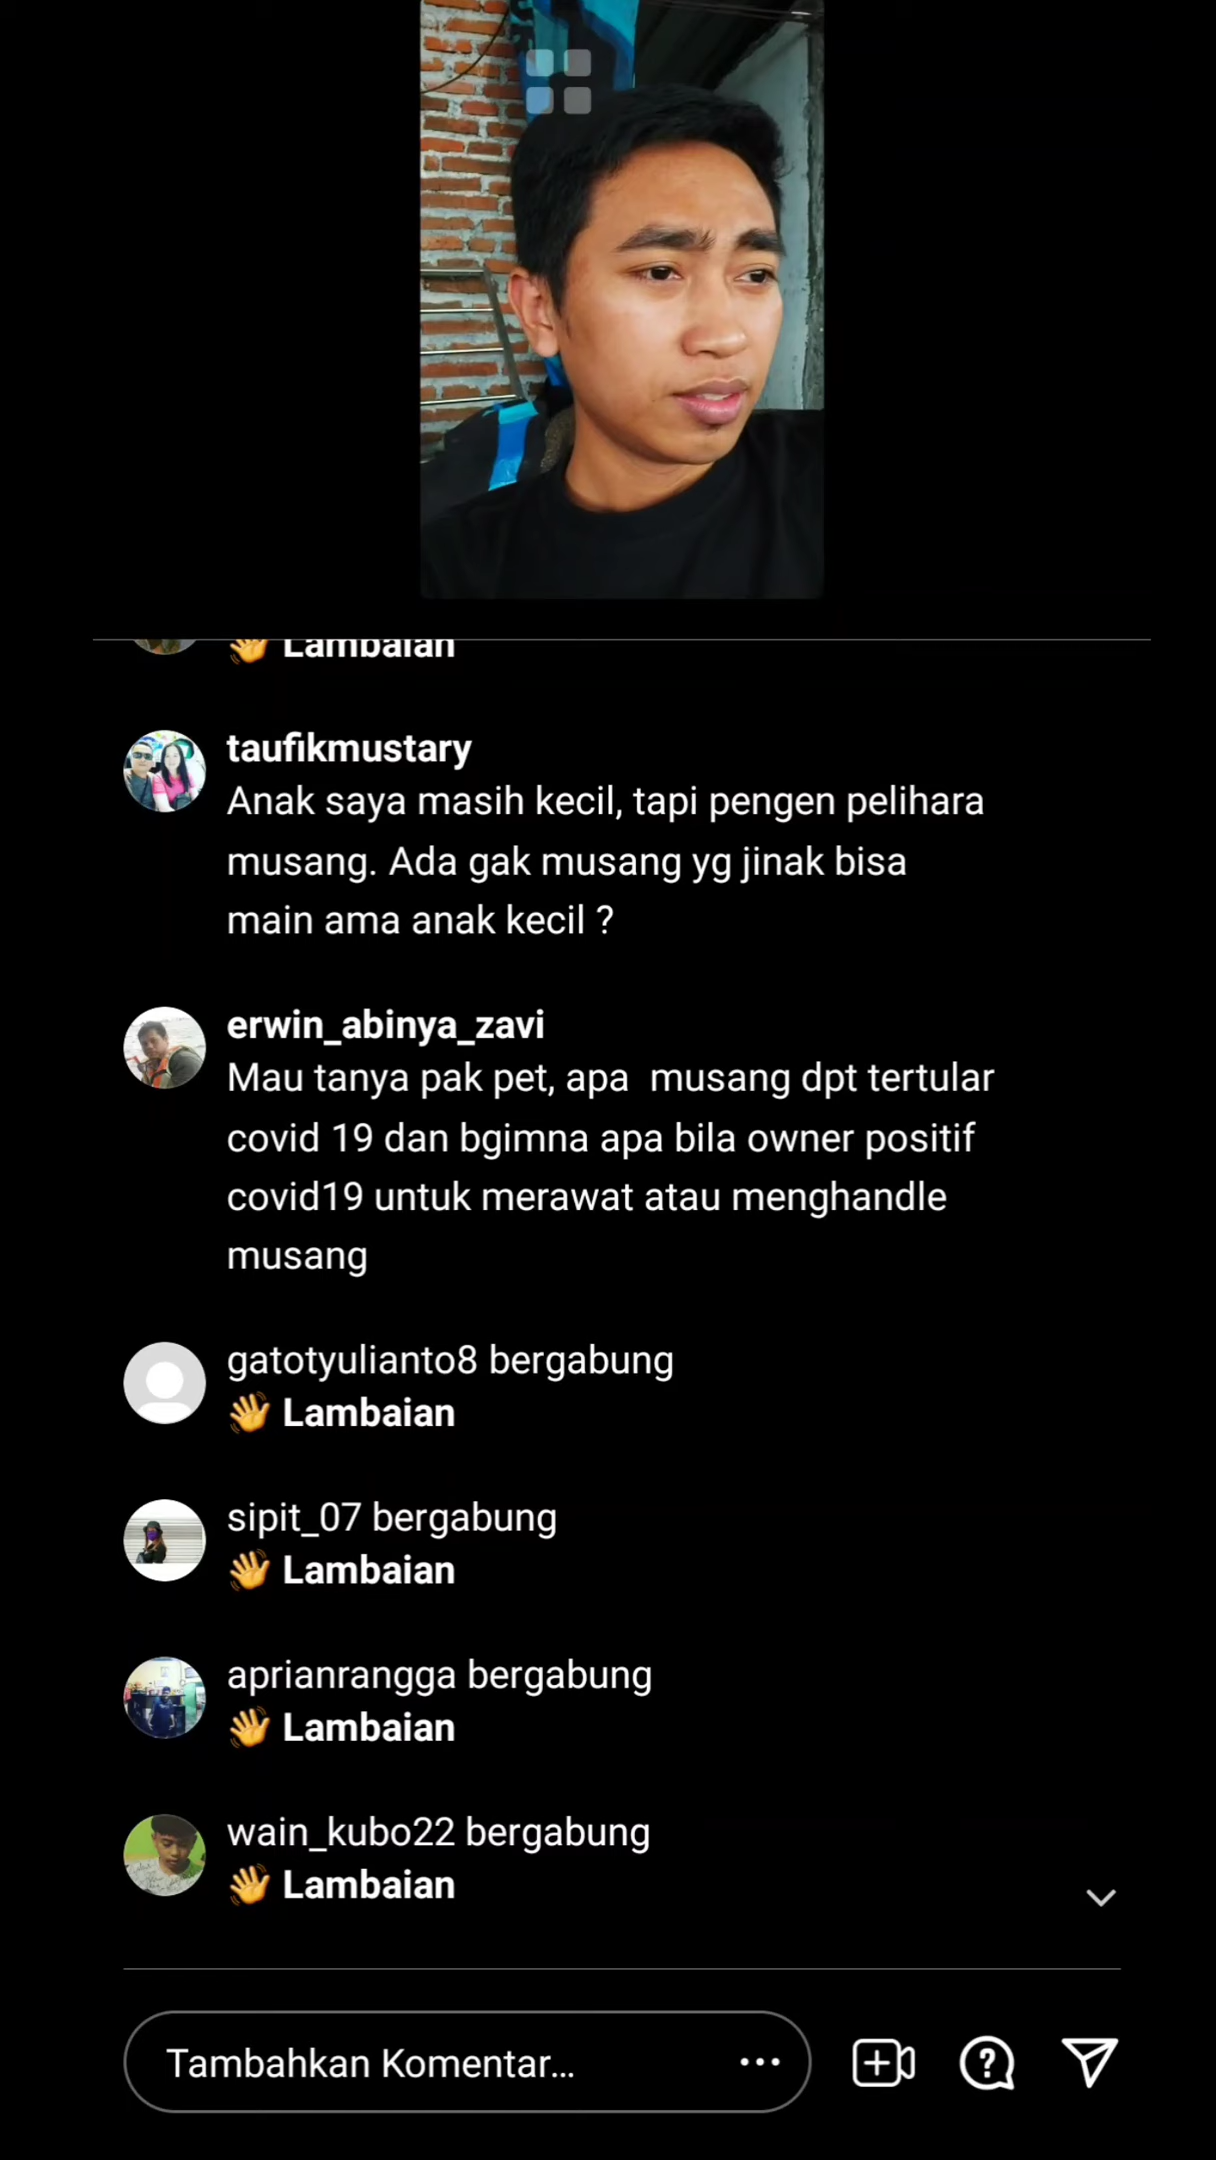 Lambaian
taufikmustary
Anak saya masih kecil, tapi pengen pelihara
musang. Ada gak musang yg jinak bisa
main ama anak kecil ?
erwin_abinya_zavi
Mau tanya pak pet, apa  musang dpt tertular
covid 19 dan bgimna apa bila owner positif
covid19 untuk merawat atau menghandle
musang
gatotyulianto8 bergabung
👋 Lambaian
sipit_07 bergabung
👋 Lambaian
aprianrangga bergabung
👋 Lambaian
wain_kubo22 bergabung
👋 Lambaian
Tambahkan Komentar...